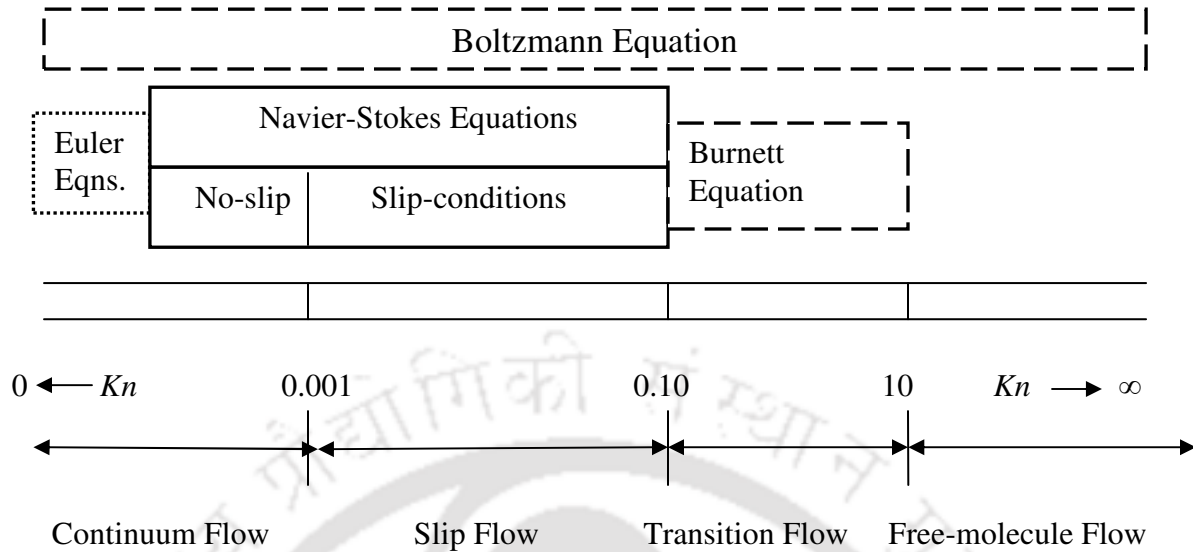 Boltzmann Equation
Navier-Stokes Equations
Euler
Eqns.
Burnett
Equation
No-slip
Slip-conditions
0 ← Kn 0.001 0.10 10 Kn → ∞
Continuum Flow Slip Flow Transition Flow Free-molecule Flow